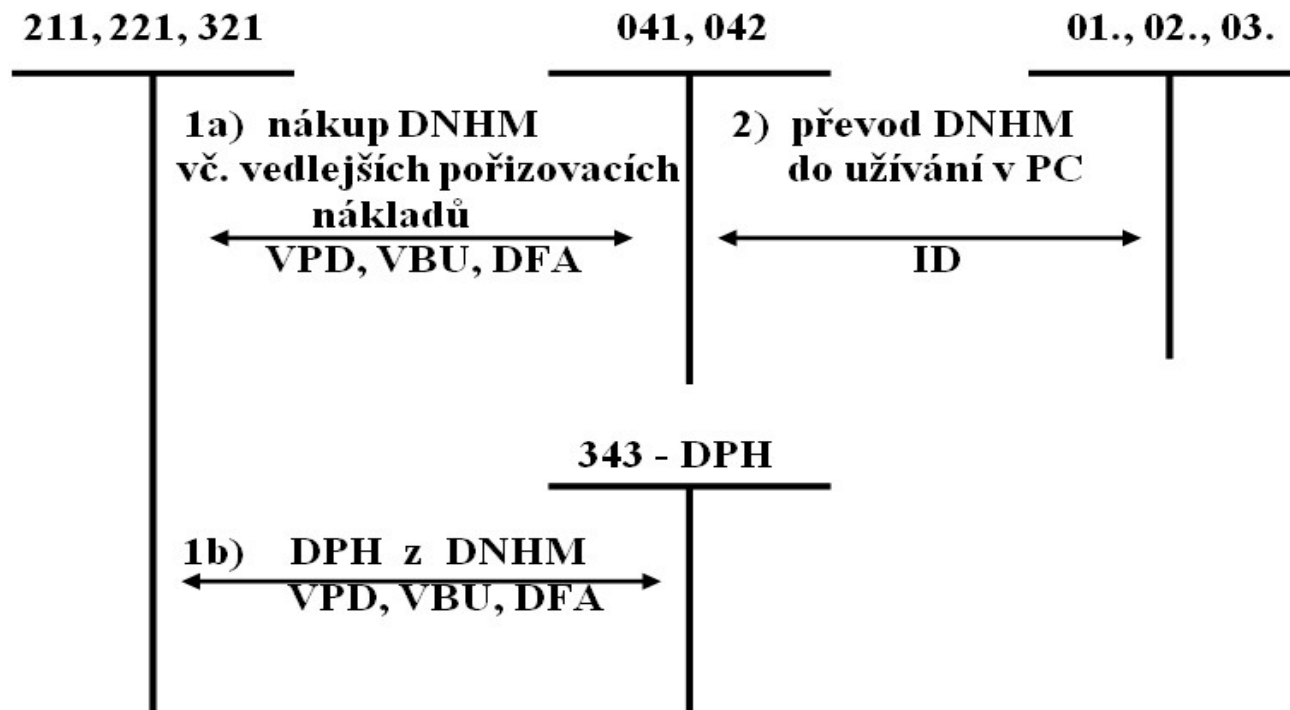 211, 221, 321
041, 042
01., 02., 03.
1a) nákup DNHM
vč. vedlejších pořizovacích
nákladů
VPD, VBU, DFA
2) převod DNHM
do užívání v PC
ID
343 - DPH
1b) DPH z DNHM
VPD, VBU, DFA